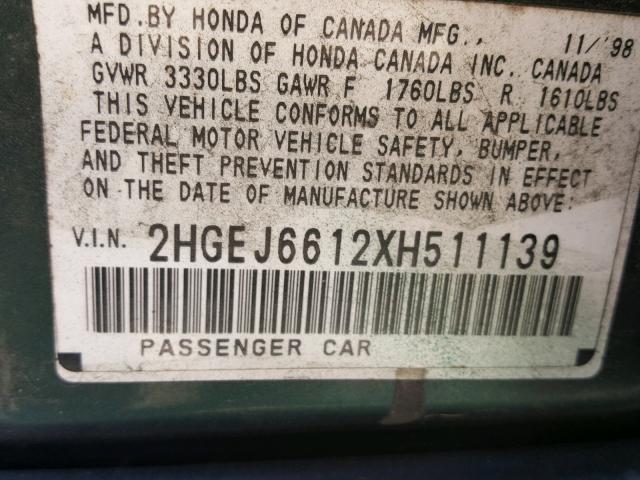 MFD.BY HONDA OF CANADA MFG., 11/'98
A DIVISION OF HONDA CANADA INC. CANADA
GVWR 3330LBS GAWR F 1760LBS R 1610LBS
THIS VEHICLE CONFORMS TO ALL APPLICABLE
FEDERAL MOTOR VEHICLE SAFETY, BUMPER,
AND THEFT PREVENTION STANDARDS IN EFFECT
ON THE DATE OF MANUFACTURE SHOWN ABOVE:
V.I.N. 2HGEJ6612XH511139
PASSENGER CAR